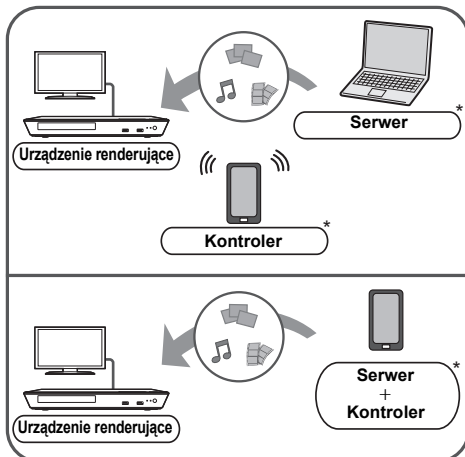 Serwer*
Urządzenie renderujące
Kontroler*
Serwer*
+
Kontroler
Urządzenie renderujące